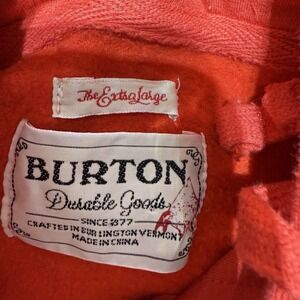 The Extra Large
BURTON
Durable Goods
SINCE 1977
CRAFTED IN BURLINGTON VERMONT
MADE IN CHINA